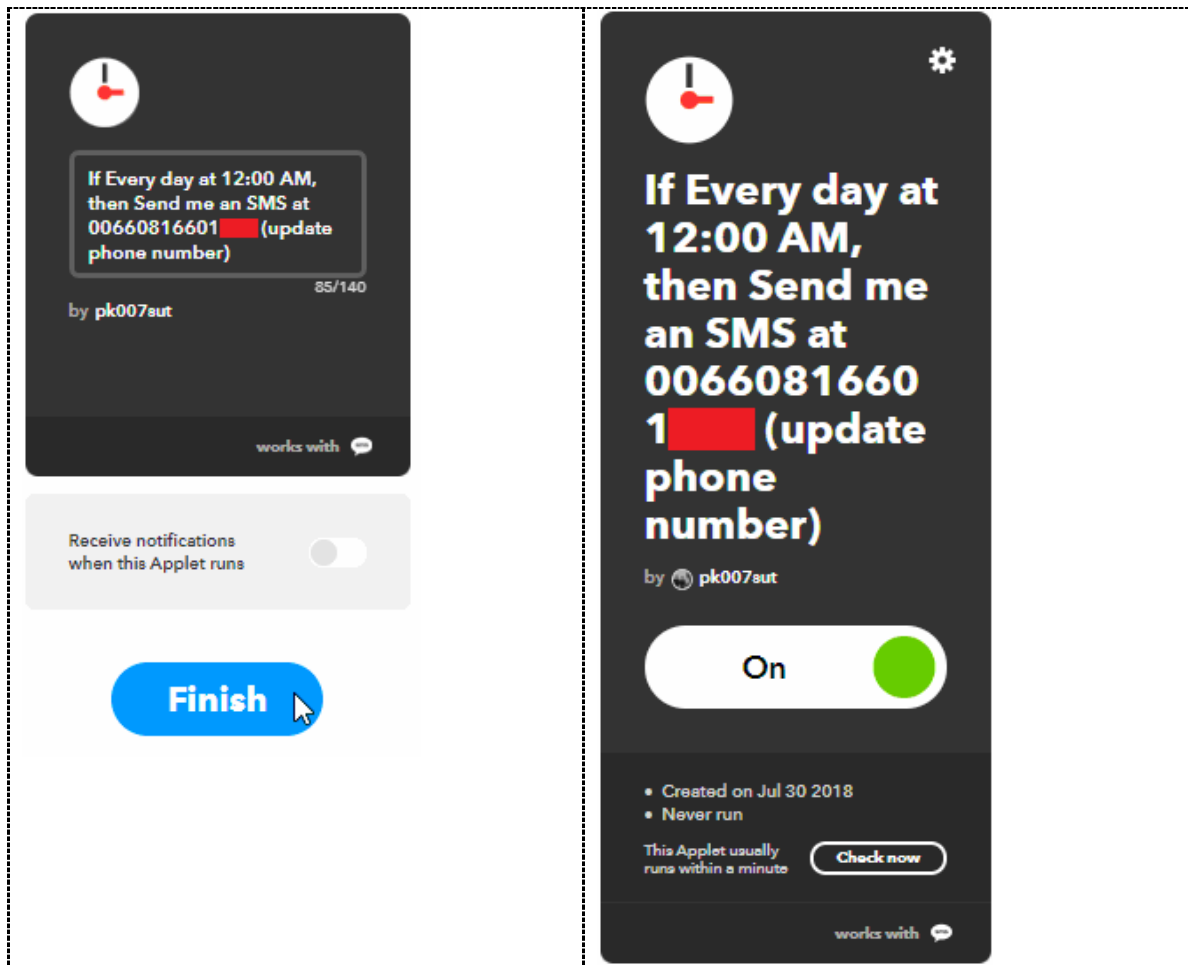 If Every day at 12:00 AM,
then Send me an SMS at
00660816601 (update
phone number)
85/140
by pk007sut
works with
Receive notifications
when this Applet runs
Finish
If Every day at
12:00 AM,
then Send me
an SMS at
0066081660
1 (update
phone
number)
by pk007sut
On
• Created on Jul 30 2018
• Never run
This Applet usually
runs within a minute
Check now
works with